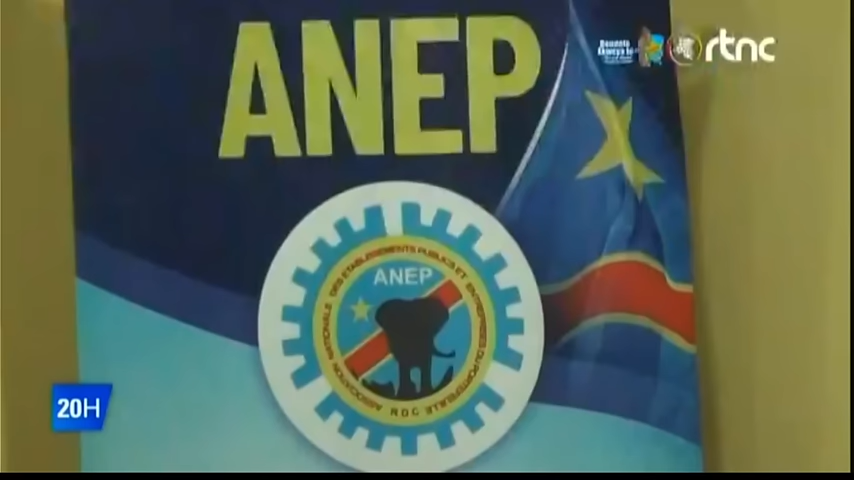 ANEP
rtnc
ANEP
ASSOCIATION NATIONALE DES ETABLISSEMENTS PUBLICS ET ENTREPRISES DU PORTEFEUILLE
RDC
20H